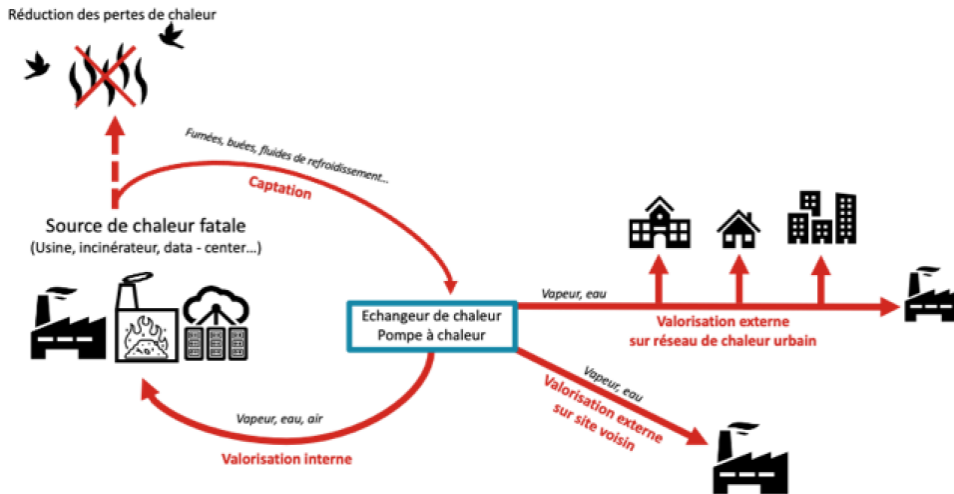 Réduction des pertes de chaleur
Fumées, buées, fluides de refroidissement...
Captation
Source de chaleur fatale
(Usine, incinérateur, data - center...)
Echangeur de chaleur
Pompe à chaleur
Vapeur, eau
Valorisation externe
sur réseau de chaleur urbain
Vapeur, eau
Valorisation externe
sur site voisin
Vapeur, eau, air
Valorisation interne